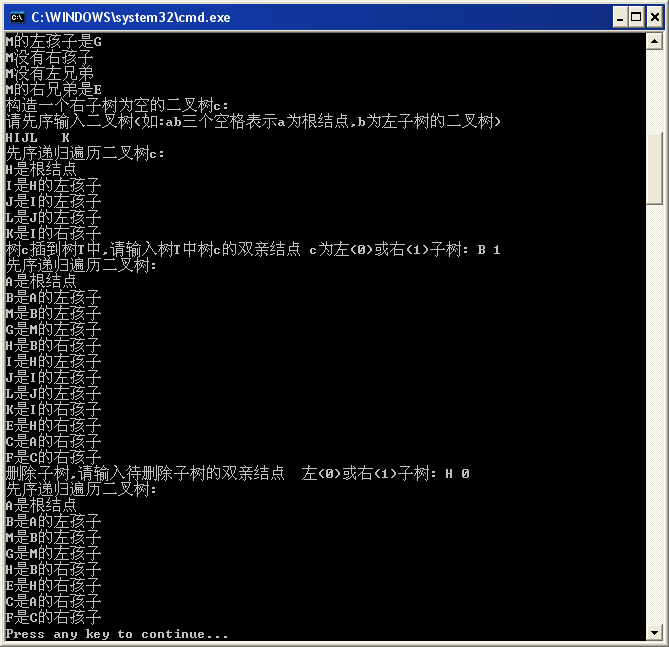 C:\WINDOWS\system32\cmd.exe
M的左孩子是G
M没有右孩子
M没有左兄弟
M的右兄弟是E
构造一个右子树为空的二叉树c:
请先序输入二叉树(如:ab三个空格表示a为根结点,b为左子树的二叉树)
HIJL   K
先序递归遍历二叉树c:
H是根结点
I是H的左孩子
J是I的左孩子
L是J的左孩子
K是I的右孩子
树c插到树T中,请输入树T中树c的双亲结点 c为左(0)或右(1)子树: B 1
先序递归遍历二叉树:
A是根结点
B是A的左孩子
M是B的左孩子
G是M的左孩子
H是B的右孩子
I是H的左孩子
J是I的左孩子
L是J的左孩子
K是I的右孩子
E是H的右孩子
C是A的右孩子
F是C的右孩子
删除子树,请输入待删除子树的双亲结点  左(0)或右(1)子树: H 0
先序递归遍历二叉树:
A是根结点
B是A的左孩子
M是B的左孩子
G是M的左孩子
H是B的右孩子
E是H的右孩子
C是A的右孩子
F是C的右孩子
Press any key to continue...